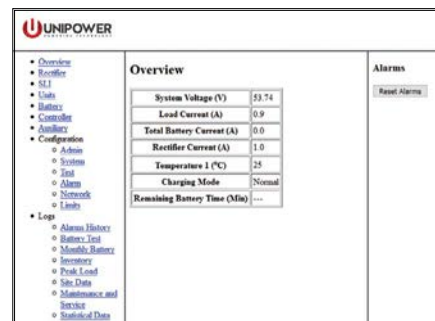 UNIPOWER
Overview
Rectifier
SLI
Units
Battery
Controller
Auxiliary
Configuration
Admin
System
Test
Alarm
Network
Limits
Logs
Alarms History
Battery Test
Monthly Battery
Inventory
Peak Load
Site Data
Maintenance and
Service
Statistical Data
Overview
System Voltage (V) 53.74
Load Current (A) 0.9
Total Battery Current (A) 0.0
Rectifier Current (A) 1.0
Temperature 1 (ºC) 25
Charging Mode Normal
Remaining Battery Time (Min) ---
Alarms
Reset Alarms